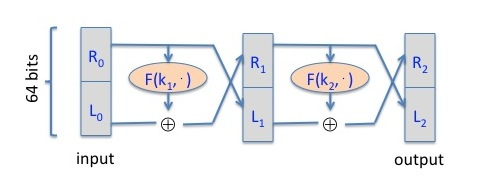 64 bits
R0
L0
F(k1, · )
⊕
R1
L1
F(k2, · )
⊕
R2
L2
input
output